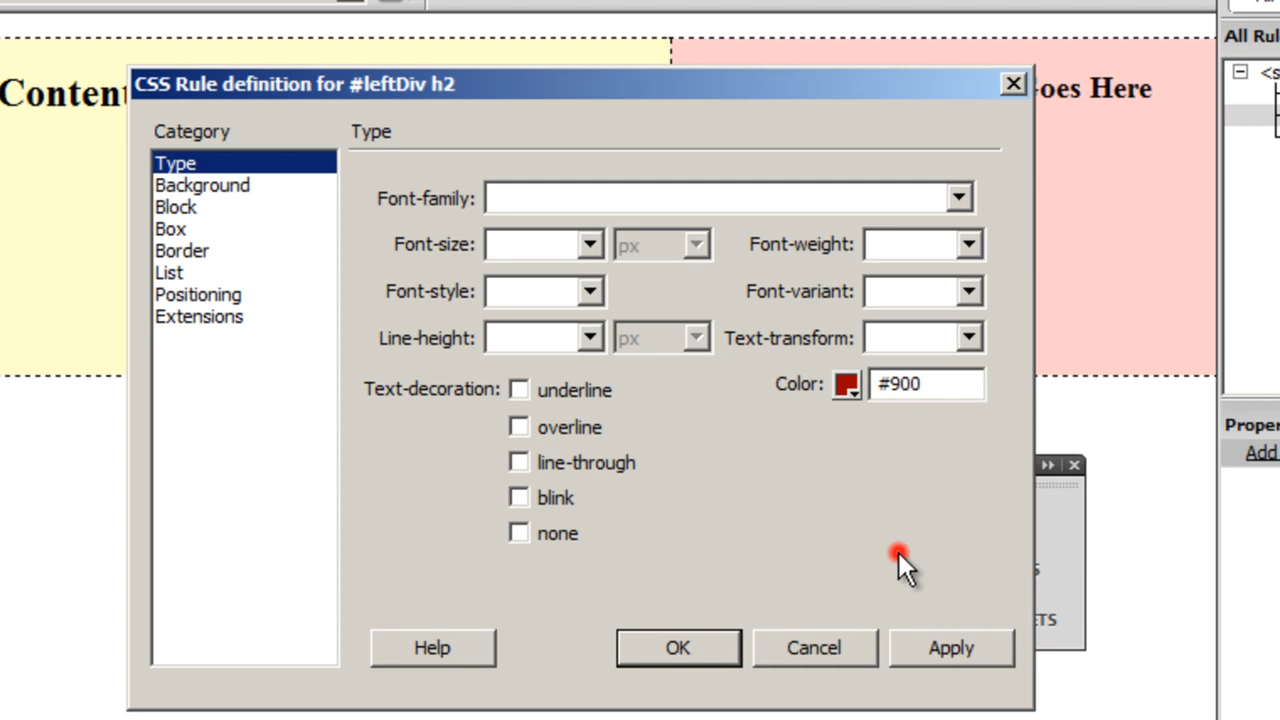 All Rul
Content
CSS Rule definition for #leftDiv h2
Goes Here
<s
Category
Type
Type
Background
Block
Box
Border
List
Positioning
Extensions
Font-family:
Font-size:
px
Font-weight:
Font-style:
Font-variant:
Line-height:
px
Text-transform:
Text-decoration:
underline
Color:
#900
overline
line-through
blink
none
Proper
Add
S
ETS
Help
OK
Cancel
Apply